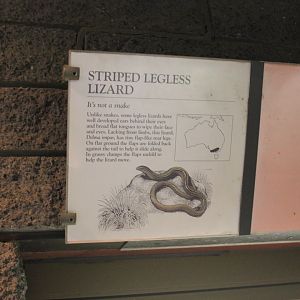 STRIPED LEGLESS
LIZARD
It's not a snake
Unlike snakes, some legless lizards have
well developed ears behind their eyes
and broad flat tongues to wipe their face
and eyes. Lacking front limbs, this lizard,
Delma impar, has tiny flap-like rear legs.
On flat ground the flaps are folded back
against the tail to help it slide along.
In grassy clumps the flaps unfold to
help the lizard move.